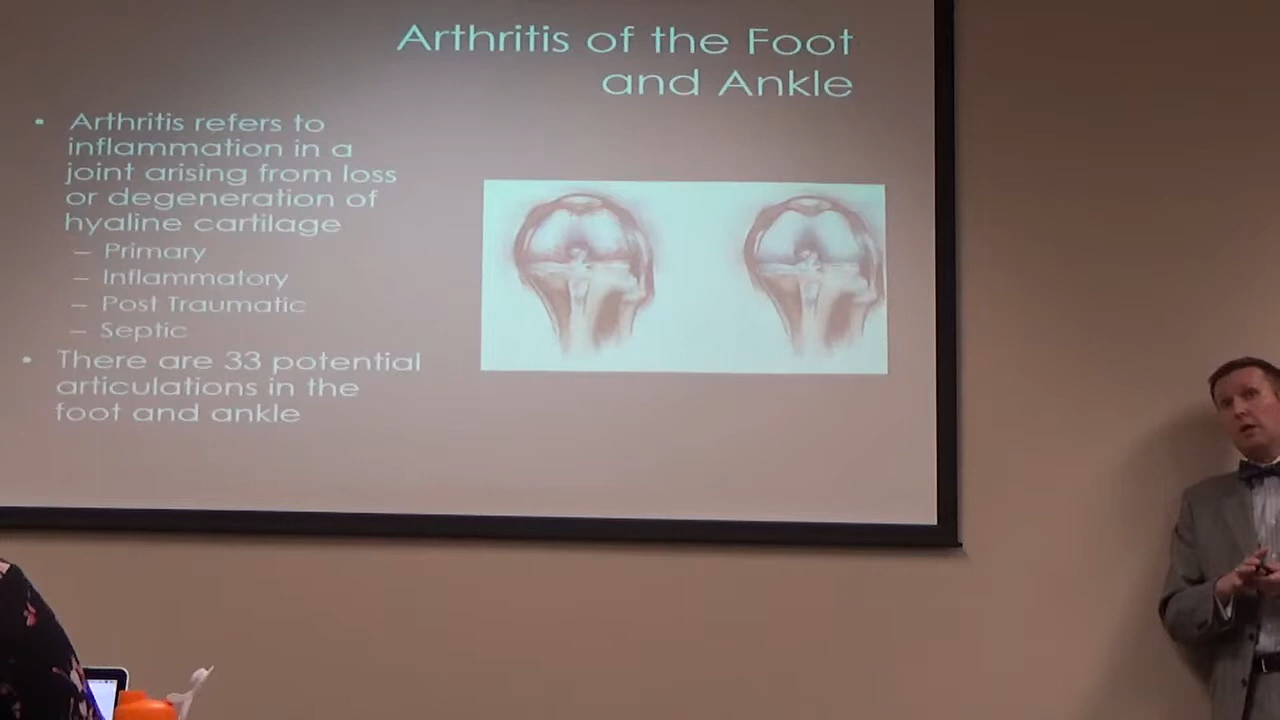 Arthritis of the Foot
and Ankle
• Arthritis refers to
inflammation in a
joint arising from loss
or degeneration of
hyaline cartilage
– Primary
– Inflammatory
– Post Traumatic
– Septic
• There are 33 potential
articulations in the
foot and ankle